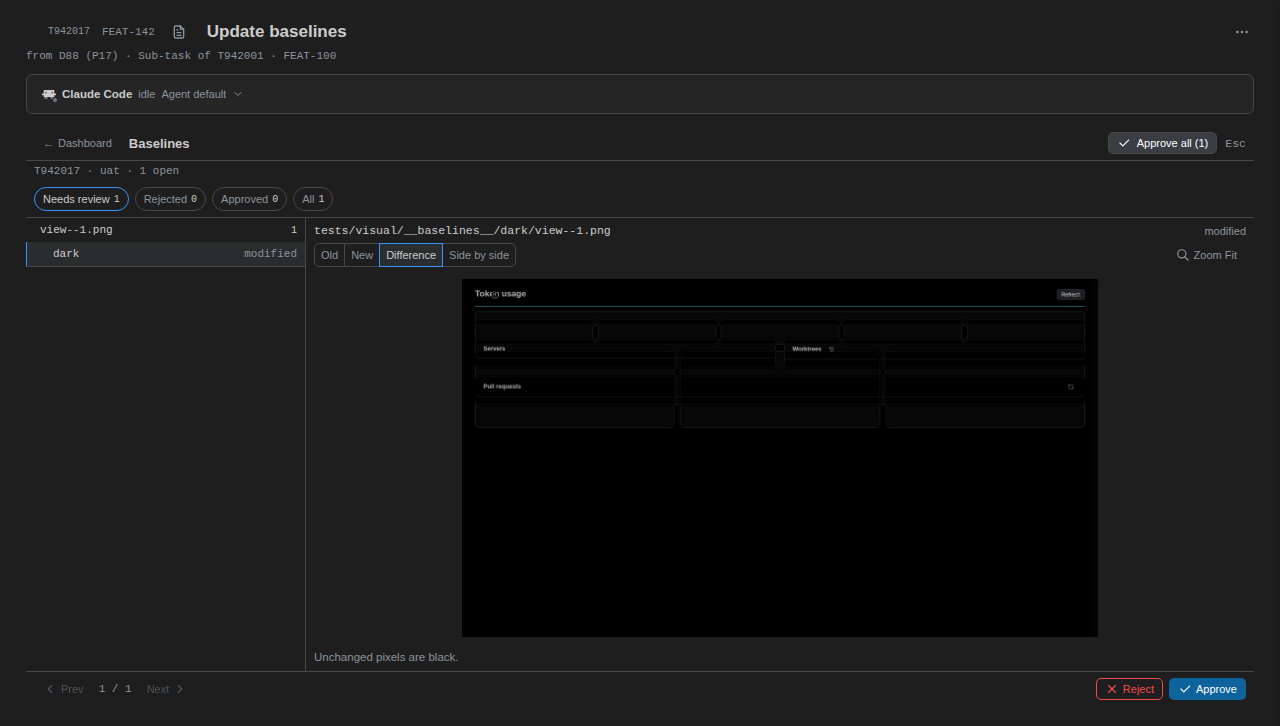 T942017 FEAT-142 Update baselines
from D88 (P17) · Sub-task of T942001 · FEAT-100
Claude Code idle Agent default
← Dashboard Baselines Approve all (1) Esc
T942017 · uat · 1 open
Needs review 1 Rejected 0 Approved 0 All 1
view--1.png 1
dark modified
tests/visual/__baselines__/dark/view--1.png modified
Old New Difference Side by side Zoom Fit
Token usage Refresh
Servers Worktrees
Pull requests
Unchanged pixels are black.
Prev 1 / 1 Next Reject Approve